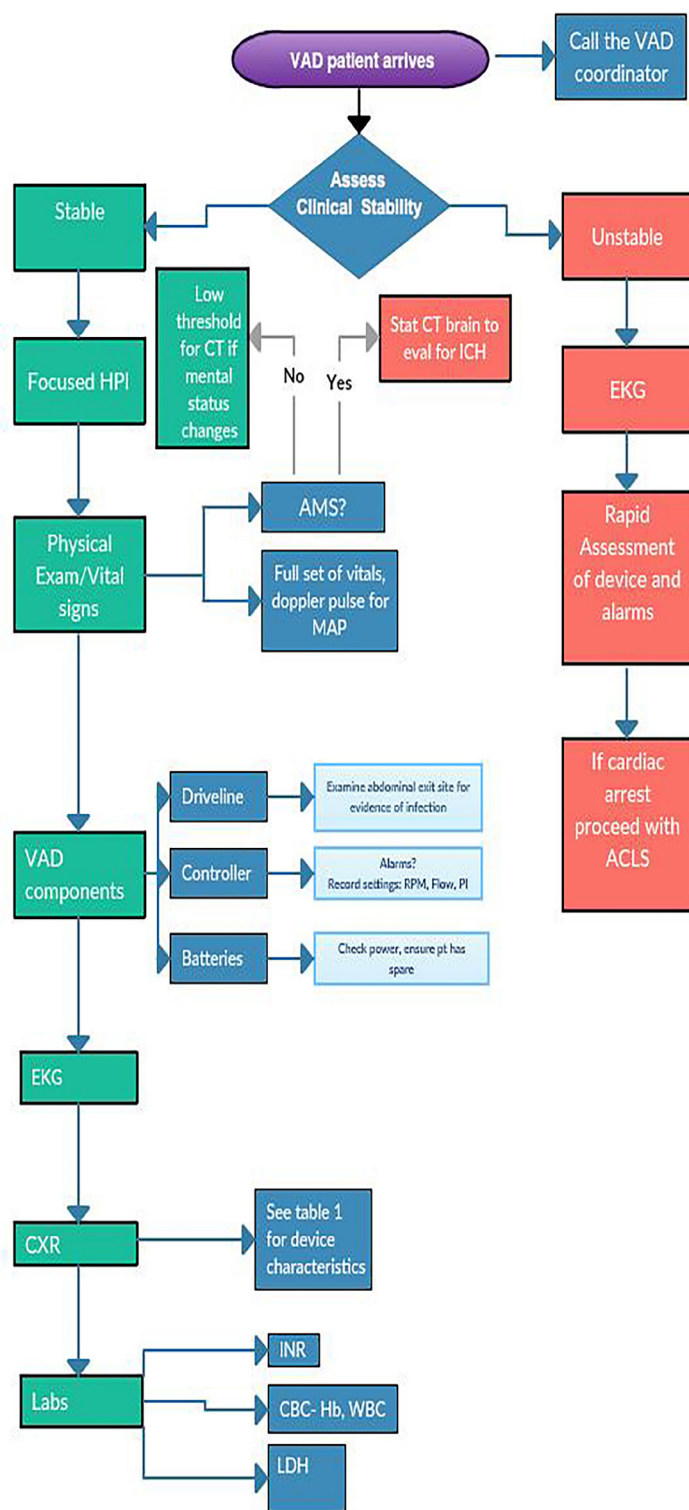 VAD patient arrives
Call the VAD
coordinator
Assess
Clinical Stability
Stable
Unstable
Low
threshold
for CT if
mental
status
changes
Stat CT brain to
eval for ICH
No
Yes
Focused HPI
EKG
AMS?
Physical
Exam/Vital
signs
Full set of vitals,
doppler pulse for
MAP
Rapid
Assessment
of device and
alarms
If cardiac
arrest
proceed with
ACLS
VAD
components
Driveline
Examine abdominal exit site for
evidence of infection
Controller
Alarms?
Record settings: RPM, Flow, PI
Batteries
Check power, ensure pt has
spare
EKG
CXR
See table 1
for device
characteristics
Labs
INR
CBC- Hb, WBC
LDH